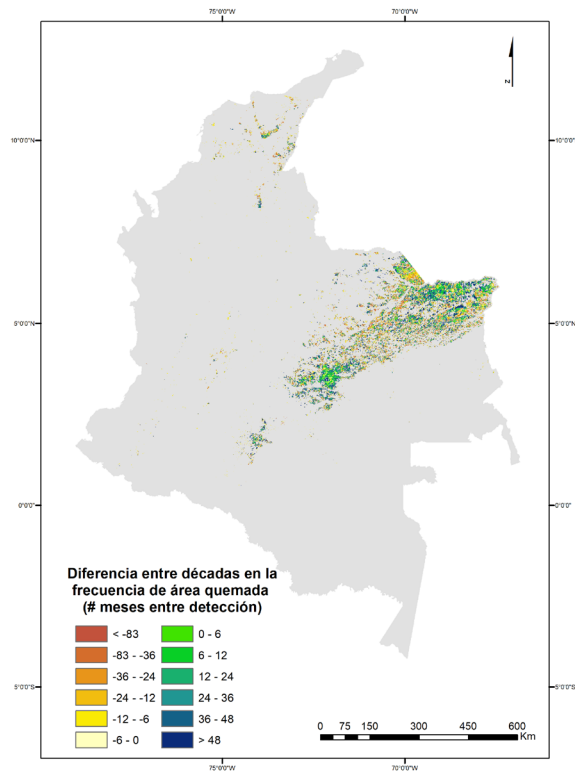 75°0'0"W 70°0'0"W
N
10°0'0"N 10°0'0"N
5°0'0"N 5°0'0"N
0°0'0" 0°0'0"
5°0'0"S 5°0'0"S
Diferencia entre décadas en la
frecuencia de área quemada
(# meses entre detección)
< -83 0 - 6
-83 - -36 6 - 12
-36 - -24 12 - 24
-24 - -12 24 - 36
-12 - -6 36 - 48
-6 - 0 > 48
0 75 150 300 450 600
Km
75°0'0"W 70°0'0"W